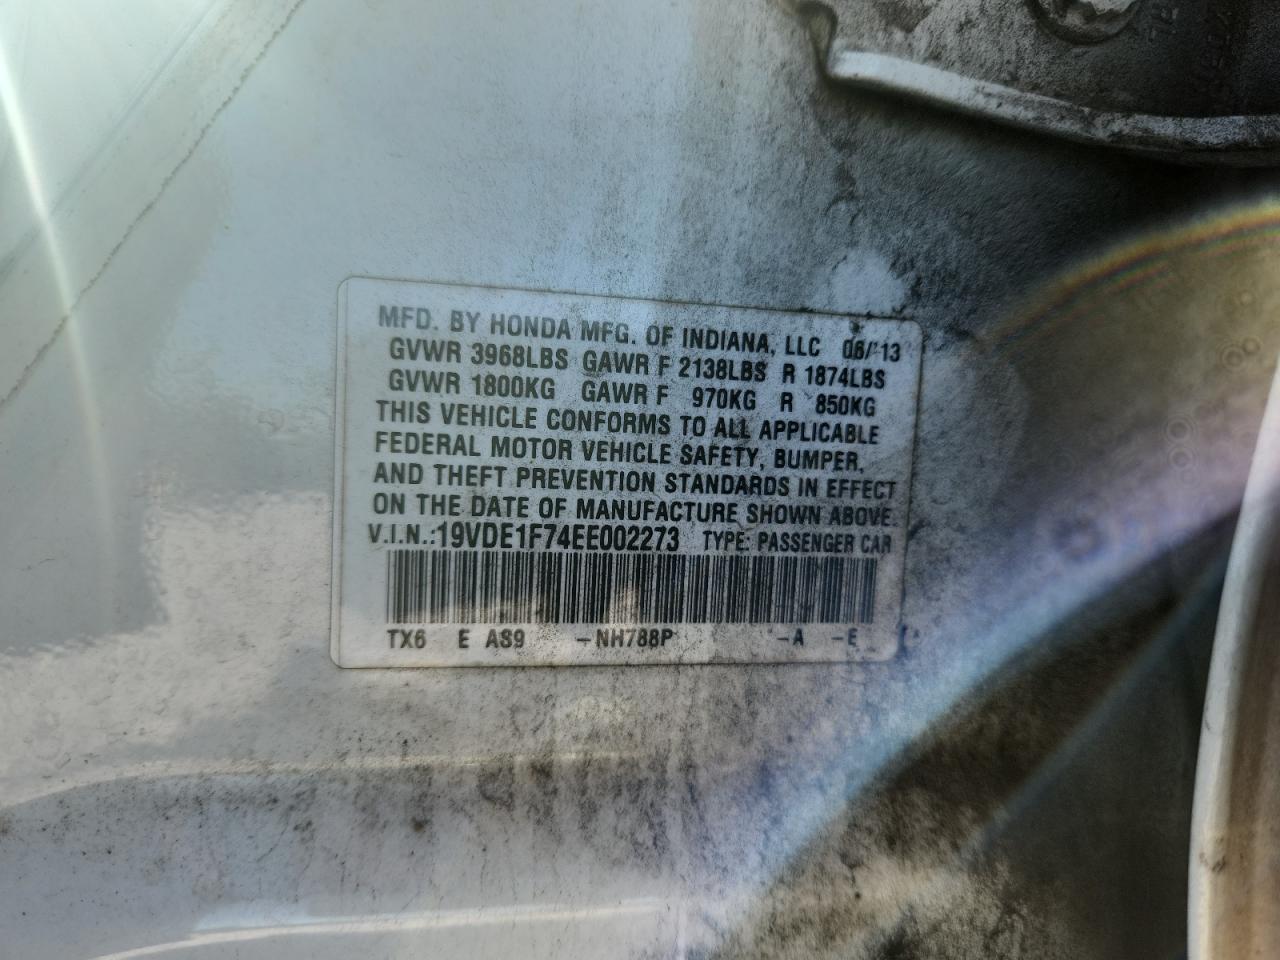 MFD. BY HONDA MFG. OF INDIANA, LLC 06/13
GVWR 3968LBS GAWR F 2138LBS R 1874LBS
GVWR 1800KG GAWR F 970KG R 850KG
THIS VEHICLE CONFORMS TO ALL APPLICABLE
FEDERAL MOTOR VEHICLE SAFETY, BUMPER,
AND THEFT PREVENTION STANDARDS IN EFFECT
ON THE DATE OF MANUFACTURE SHOWN ABOVE.
V.I.N.:19VDE1F74EE002273 TYPE: PASSENGER CAR
TX6 E AS9 -NH788P -A -E